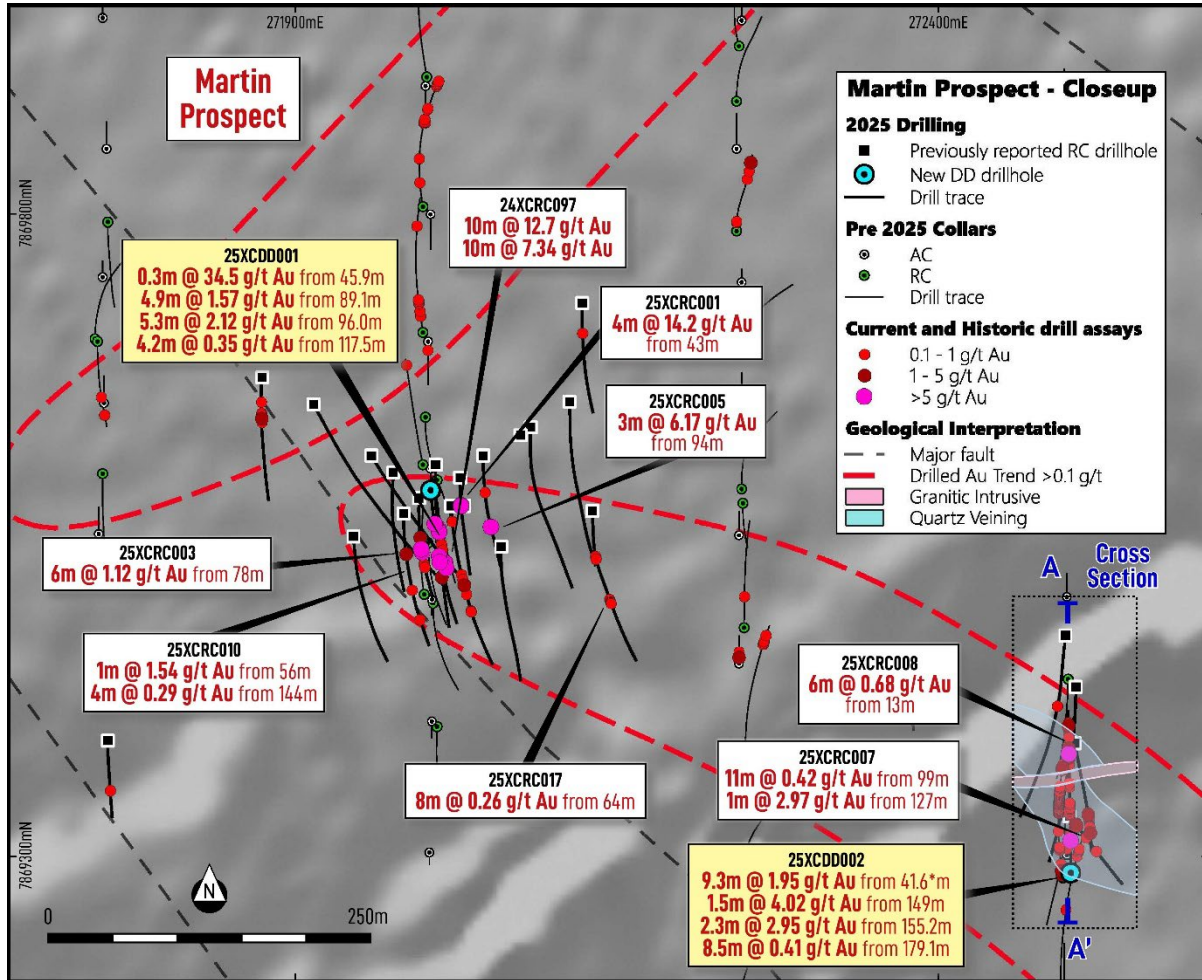 271900mE
272400mE
7869800mN
7869300mN
Martin
Prospect
Martin Prospect - Closeup
2025 Drilling
Previously reported RC drillhole
New DD drillhole
Drill trace
Pre 2025 Collars
AC
RC
Drill trace
Current and Historic drill assays
0.1 - 1 g/t Au
1 - 5 g/t Au
>5 g/t Au
Geological Interpretation
Major fault
Drilled Au Trend >0.1 g/t
Granitic Intrusive
Quartz Veining
24XCRC097
10m @ 12.7 g/t Au
10m @ 7.34 g/t Au
25XCDD001
0.3m @ 34.5 g/t Au from 45.9m
4.9m @ 1.57 g/t Au from 89.1m
5.3m @ 2.12 g/t Au from 96.0m
4.2m @ 0.35 g/t Au from 117.5m
25XCRC001
4m @ 14.2 g/t Au
from 43m
25XCRC005
3m @ 6.17 g/t Au
from 94m
25XCRC003
6m @ 1.12 g/t Au from 78m
25XCRC010
1m @ 1.54 g/t Au from 56m
4m @ 0.29 g/t Au from 144m
25XCRC017
8m @ 0.26 g/t Au from 64m
A
Cross
Section
25XCRC008
6m @ 0.68 g/t Au
from 13m
25XCRC007
11m @ 0.42 g/t Au from 99m
1m @ 2.97 g/t Au from 127m
25XCDD002
9.3m @ 1.95 g/t Au from 41.6*m
1.5m @ 4.02 g/t Au from 149m
2.3m @ 2.95 g/t Au from 155.2m
8.5m @ 0.41 g/t Au from 179.1m
A'
N
0
250m